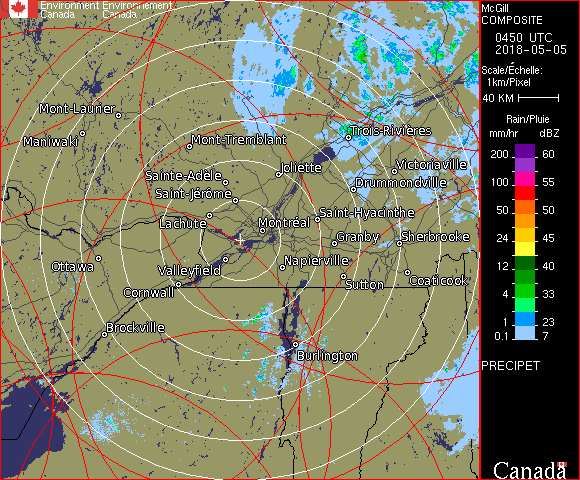 Environment Environnement
Canada Canada
McGill
COMPOSITE
0450 UTC
2018-05-05
Scale/Échelle:
1km/Pixel
40 KM
Rain/Pluie
mm/hr dBZ
200 60
100 55
50 50
24 45
12 40
4 33
1 23
0.1 7
PRECIPET
Canada
Mont-Laurier
Maniwaki
Mont-Tremblant
Trois-Rivières
Sainte-Adèle
Joliette
Victoriaville
Saint-Jérôme
Drummondville
Lachute
Montréal
Saint-Hyacinthe
Granby
Sherbrooke
Ottawa
Valleyfield
Napierville
Cornwall
Sutton
Coaticook
Brockville
Burlington